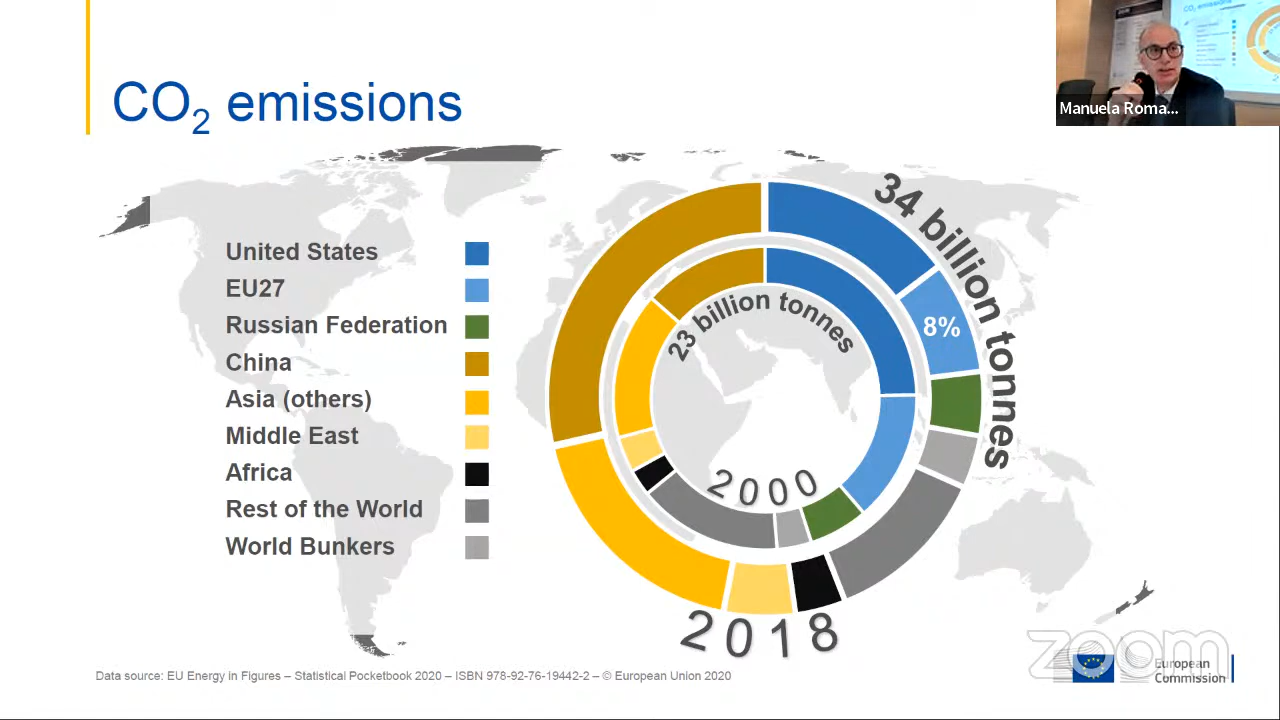 CO2 emissions
Manuela Roma...
United States
EU27
Russian Federation
China
Asia (others)
Middle East
Africa
Rest of the World
World Bunkers
34 billion tonnes
8%
23 billion tonnes
2000
2018
Data source: EU Energy in Figures – Statistical Pocketbook 2020 – ISBN 978-92-76-19442-2 – © European Union 2020
zoom
European
Commission